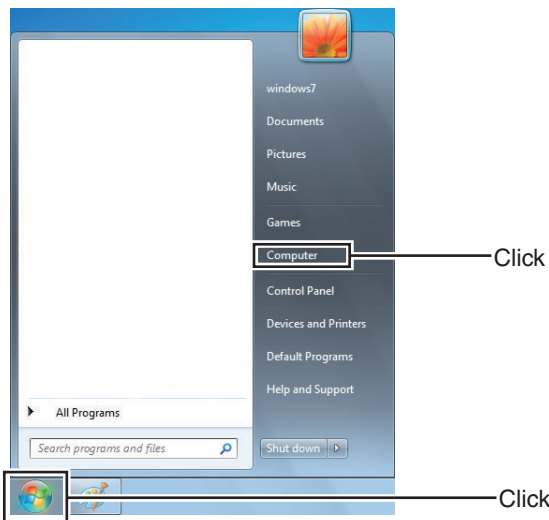 windows7
Documents
Pictures
Music
Games
Computer
Click
Control Panel
Devices and Printers
Default Programs
Help and Support
All Programs
Search programs and files
Shut down
Click